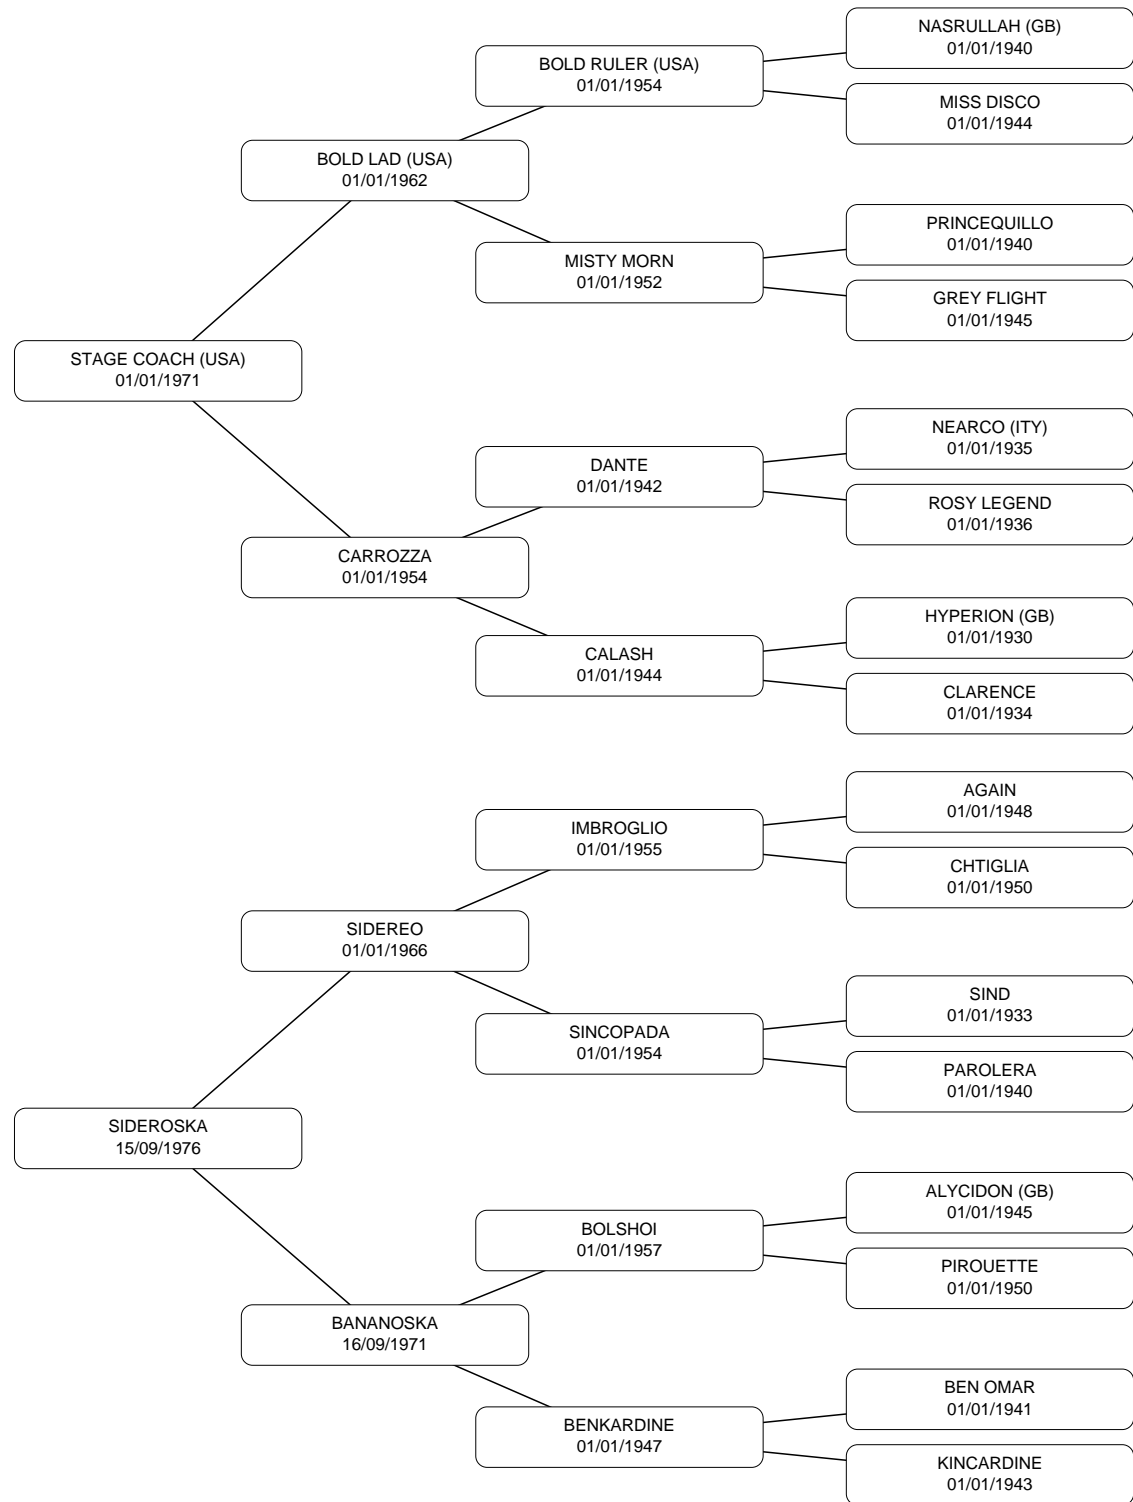 NASRULLAH (GB)
01/01/1940
BOLD RULER (USA)
01/01/1954
MISS DISCO
01/01/1944
BOLD LAD (USA)
01/01/1962
PRINCEQUILLO
01/01/1940
MISTY MORN
01/01/1952
GREY FLIGHT
01/01/1945
STAGE COACH (USA)
01/01/1971
NEARCO (ITY)
01/01/1935
DANTE
01/01/1942
ROSY LEGEND
01/01/1936
CARROZZA
01/01/1954
HYPERION (GB)
01/01/1930
CALASH
01/01/1944
CLARENCE
01/01/1934
AGAIN
01/01/1948
IMBROGLIO
01/01/1955
CHTIGLIA
01/01/1950
SIDEREO
01/01/1966
SIND
01/01/1933
SINCOPADA
01/01/1954
PAROLERA
01/01/1940
SIDEROSKA
15/09/1976
ALYCIDON (GB)
01/01/1945
BOLSHOI
01/01/1957
PIROUETTE
01/01/1950
BANANOSKA
16/09/1971
BEN OMAR
01/01/1941
BENKARDINE
01/01/1947
KINCARDINE
01/01/1943